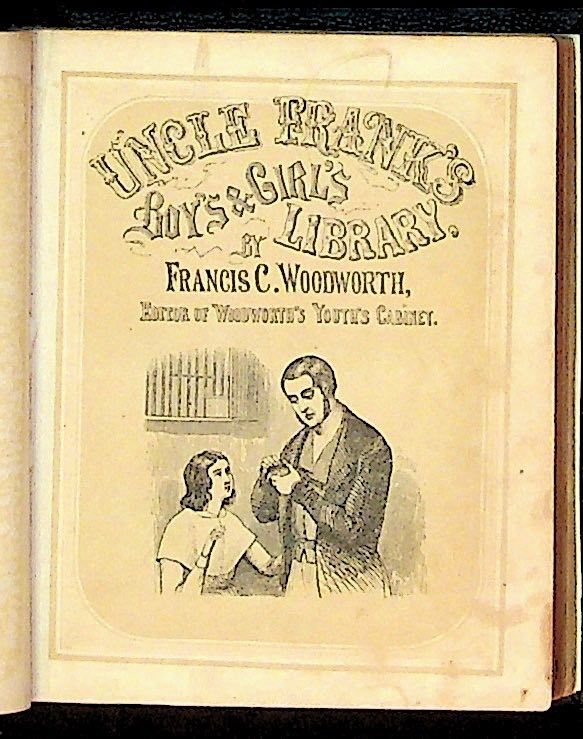 UNCLE FRANK'S
BOY'S & GIRL'S
BY LIBRARY,
FRANCIS C. WOODWORTH,
EDITOR OF WOODWORTH'S YOUTH'S CABINET.